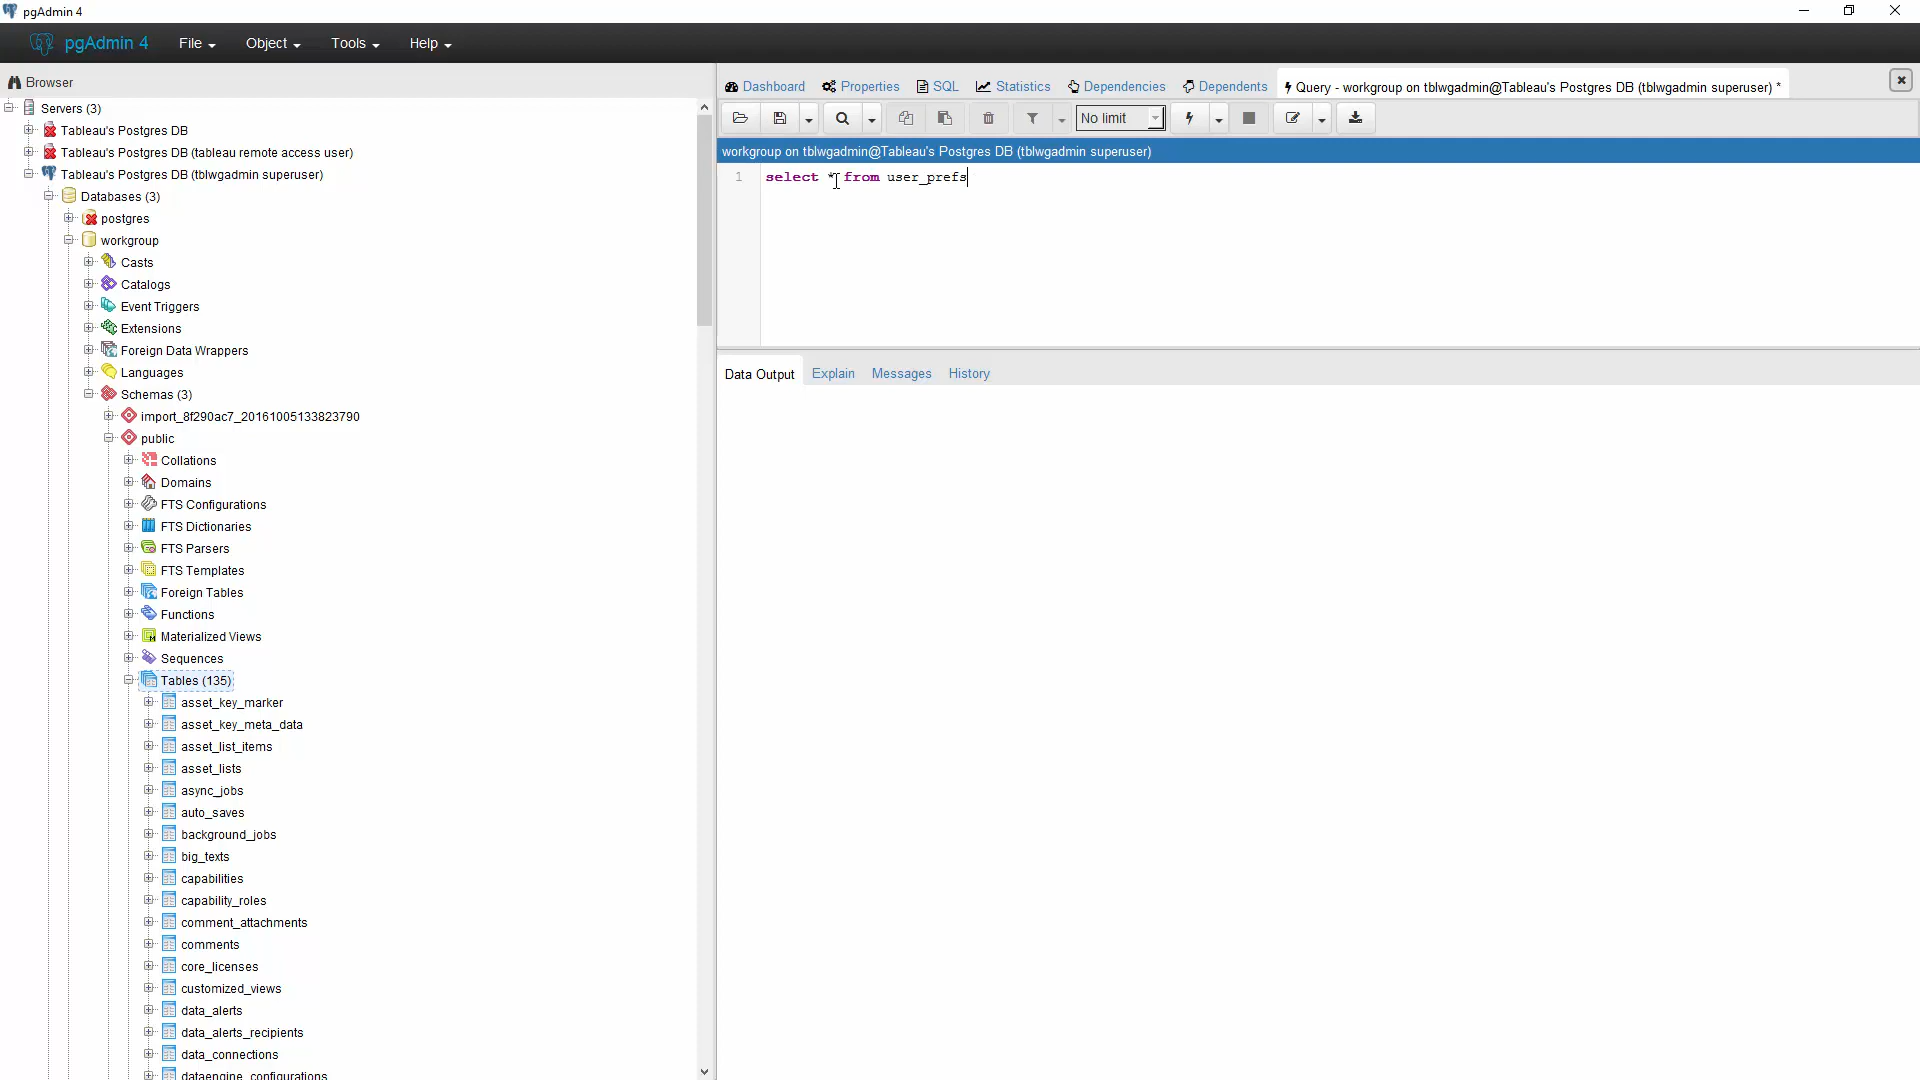 pgAdmin 4
pgAdmin 4 File Object Tools Help
Browser
Servers (3)
Tableau's Postgres DB
Tableau's Postgres DB (tableau remote access user)
Tableau's Postgres DB (tblwgadmin superuser)
Databases (3)
postgres
workgroup
Casts
Catalogs
Event Triggers
Extensions
Foreign Data Wrappers
Languages
Schemas (3)
import_8f290ac7_20161005133823790
public
Collations
Domains
FTS Configurations
FTS Dictionaries
FTS Parsers
FTS Templates
Foreign Tables
Functions
Materialized Views
Sequences
Tables (135)
asset_key_marker
asset_key_meta_data
asset_list_items
asset_lists
async_jobs
auto_saves
background_jobs
big_texts
capabilities
capability_roles
comment_attachments
comments
core_licenses
customized_views
data_alerts
data_alerts_recipients
data_connections
dataengine_configurations
Dashboard Properties SQL Statistics Dependencies Dependents Query - workgroup on tblwgadmin@Tableau's Postgres DB (tblwgadmin superuser) *
No limit
workgroup on tblwgadmin@Tableau's Postgres DB (tblwgadmin superuser)
1 select * from user_prefs
Data Output Explain Messages History